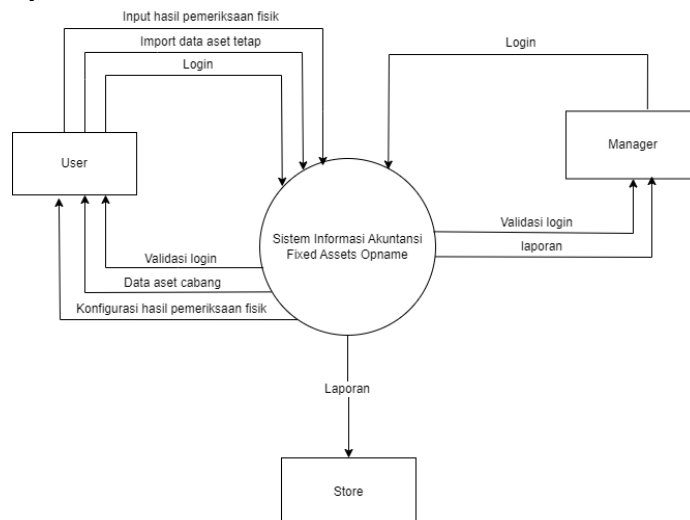 Input hasil pemeriksaan fisik
Import data aset tetap
Login
Login
User
Manager
Sistem Informasi Akuntansi
Fixed Assets Opname
Validasi login
laporan
Validasi login
Data aset cabang
Konfigurasi hasil pemeriksaan fisik
Laporan
Store